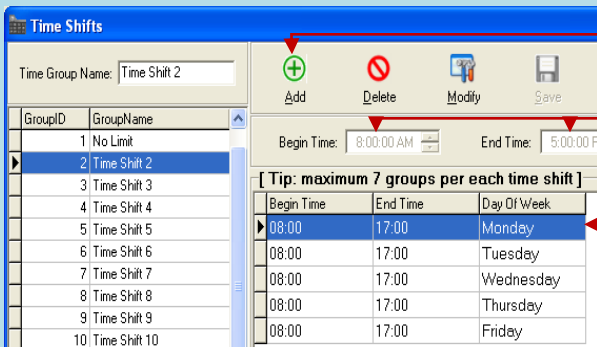 Time Shifts
Time Group Name: Time Shift 2
Add Delete Modify Save
GroupID GroupName
1 No Limit
2 Time Shift 2
3 Time Shift 3
4 Time Shift 4
5 Time Shift 5
6 Time Shift 6
7 Time Shift 7
8 Time Shift 8
9 Time Shift 9
10 Time Shift 10
Begin Time: 8:00:00 AM End Time: 5:00:00 P
[ Tip: maximum 7 groups per each time shift ]
Begin Time End Time Day Of Week
08:00 17:00 Monday
08:00 17:00 Tuesday
08:00 17:00 Wednesday
08:00 17:00 Thursday
08:00 17:00 Friday